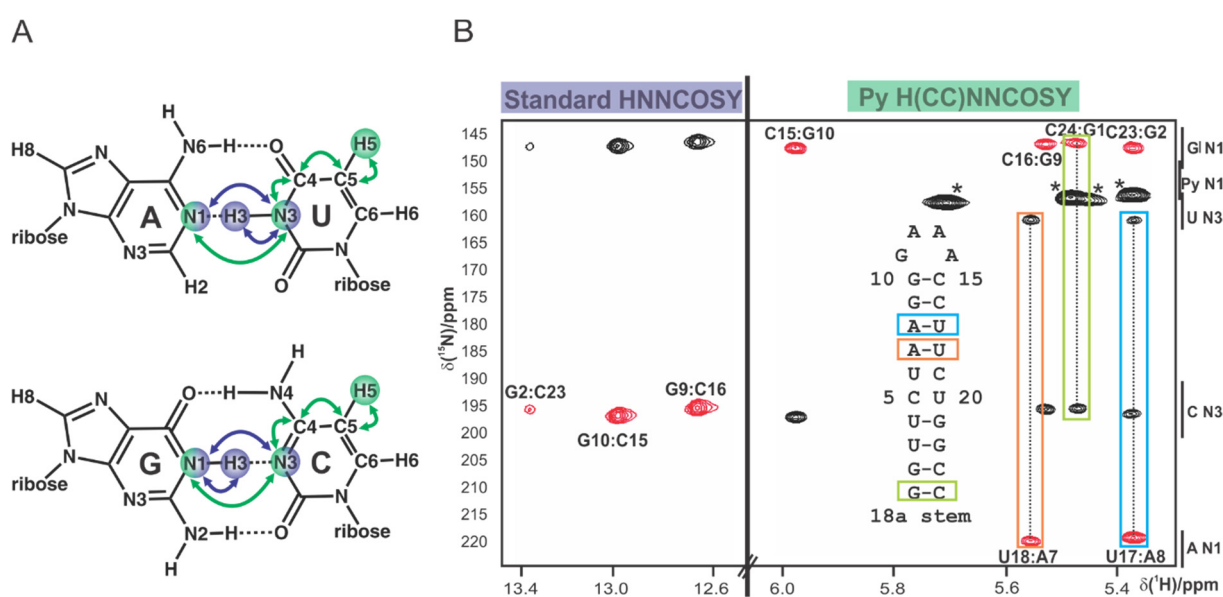 A
H
H8
N
N6
H
O
H5
C4
C5
N
A
N1
H3
N3
U
C6
H6
ribose
N3
N
N
O
ribose
H2
H
H8
O
H
N4
H5
N
C4
C5
N
G
N1
H3
N3
C
C6
H6
ribose
N3
N
N
N2
H
O
ribose
H
B
Standard HNNCOSY
Py H(CC)NNCOSY
δ(¹⁵N)/ppm
145
150
155
160
165
170
175
180
185
190
195
200
205
210
215
220
G2:C23
G10:C15
G9:C16
C15:G10
C16:G9
C24:G1
C23:G2
* * * *
A A
G A
10 G-C 15
G-C
A-U
A-U
U C
5 C U 20
U G
U G
G C
G-C
18a stem
U18:A7
U17:A8
GI N1
Py N1
U N3
C N3
A N1
13.4 13.0 12.6 6.0 5.8 5.6 5.4
δ(¹H)/ppm